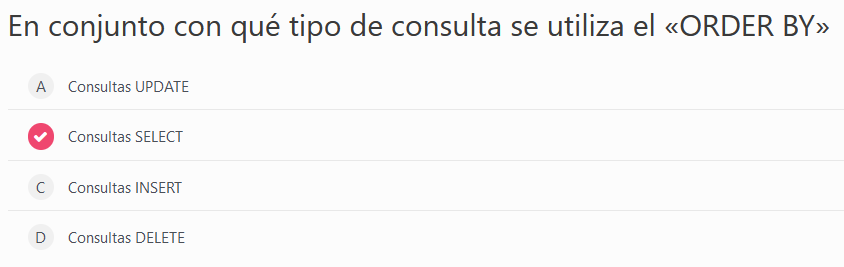 En conjunto con qué tipo de consulta se utiliza el «ORDER BY»
A Consultas UPDATE
Consultas SELECT
C Consultas INSERT
D Consultas DELETE